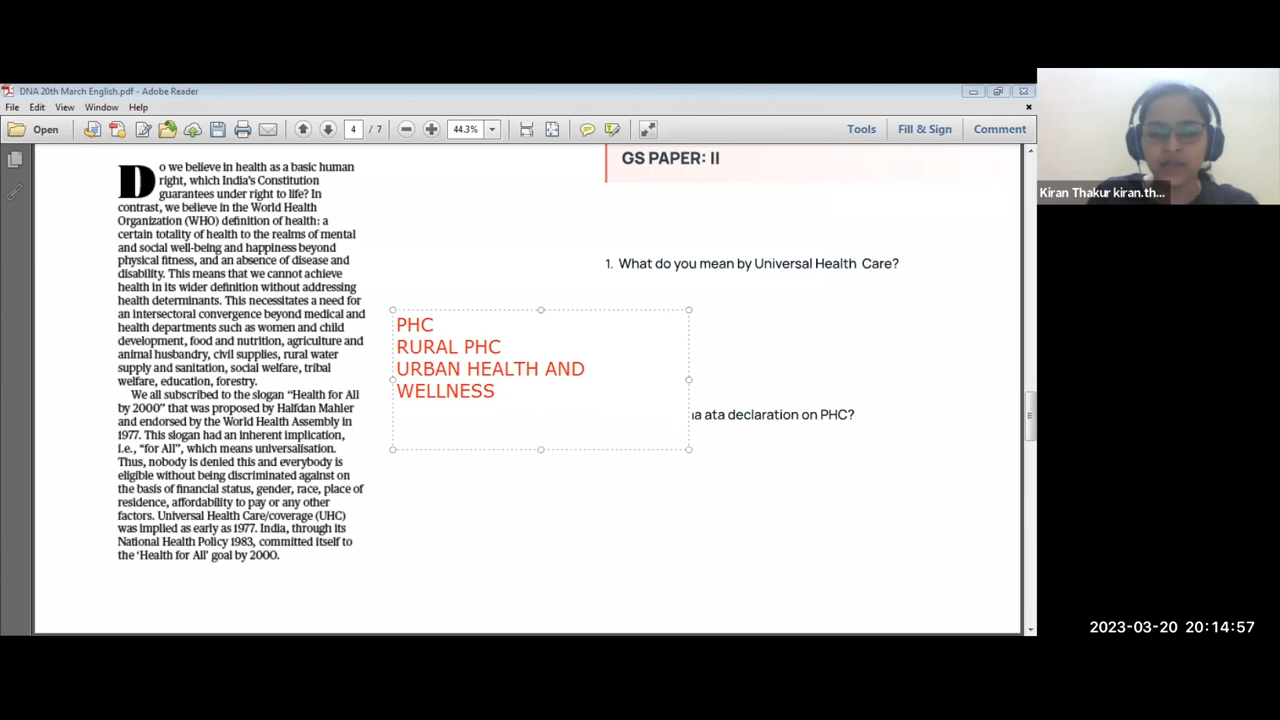 DNA 20th March English.pdf - Adobe Reader
File Edit View Window Help
Open 4 / 7 44.3% Tools Fill & Sign Comment
Do we believe in health as a basic human
right, which India's Constitution
guarantees under right to life? In
contrast, we believe in the World Health
Organization (WHO) definition of health: a
certain totality of health to the realms of mental
and social well-being and happiness beyond
physical fitness, and an absence of disease and
disability. This means that we cannot achieve
health in its wider definition without addressing
health determinants. This necessitates a need for
an intersectoral convergence beyond medical and
health departments such as women and child
development, food and nutrition, agriculture and
animal husbandry, civil supplies, rural water
supply and sanitation, social welfare, tribal
welfare, education, forestry.
We all subscribed to the slogan “Health for All
by 2000” that was proposed by Halfdan Mahler
and endorsed by the World Health Assembly in
1977. This slogan had an inherent implication,
i.e., “for All”, which means universalisation.
Thus, nobody is denied this and everybody is
eligible without being discriminated against on
the basis of financial status, gender, race, place of
residence, affordability to pay or any other
factors. Universal Health Care/coverage (UHC)
was implied as early as 1977. India, through its
National Health Policy 1983, committed itself to
the ‘Health for All’ goal by 2000.
GS PAPER: II
1. What do you mean by Universal Health Care?
PHC
RURAL PHC
URBAN HEALTH AND
WELLNESS
ata declaration on PHC?
Kiran Thakur kiran.th...
2023-03-20 20:14:57